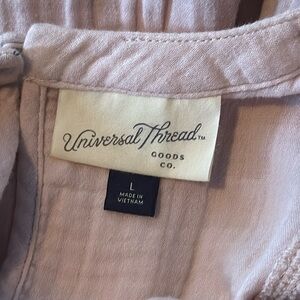 Universal Thread™
GOODS
CO.
L
MADE IN
VIETNAM